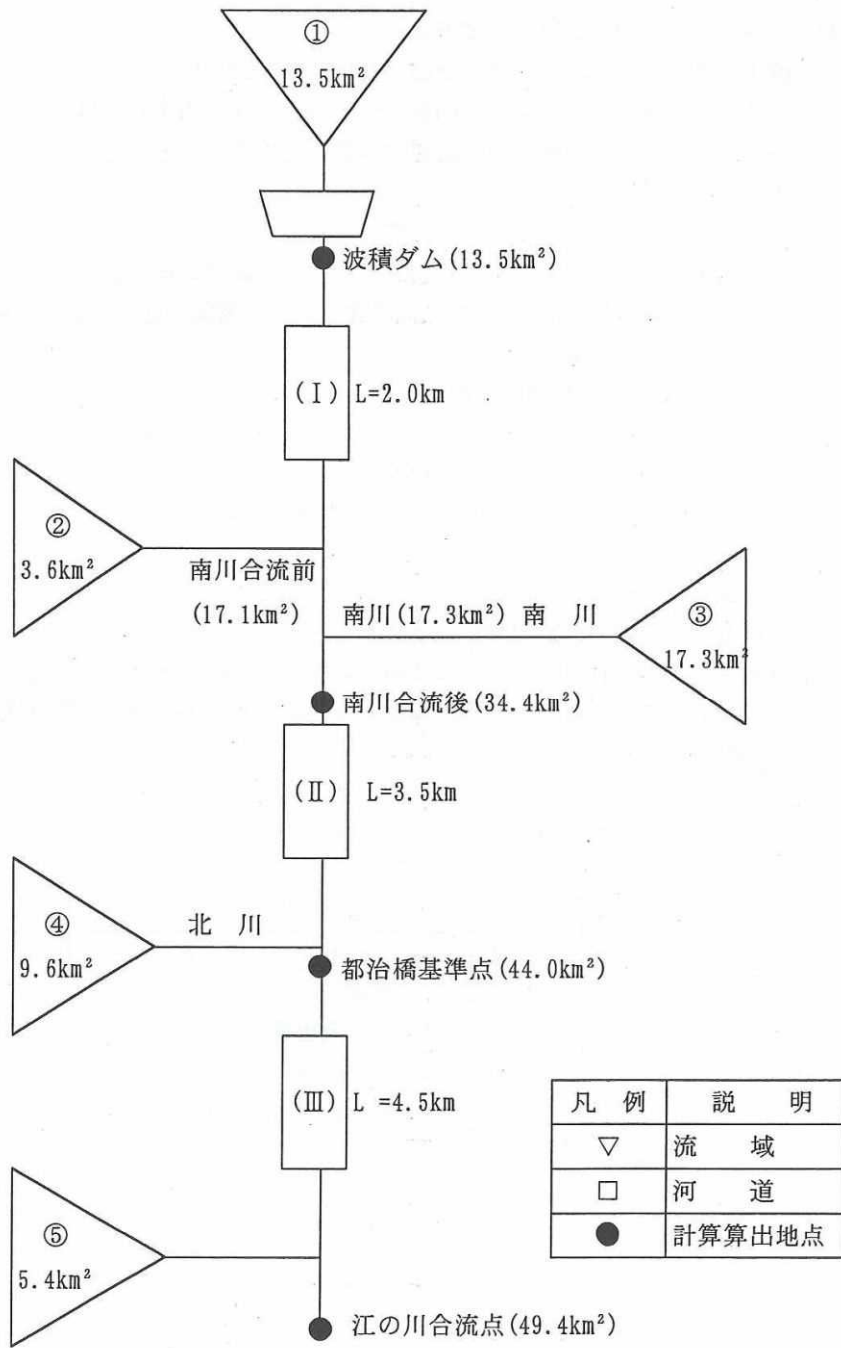 ①
13.5km²
波積ダム(13.5km²)
(Ⅰ) L=2.0km
②
3.6km²
南川合流前
(17.1km²)
南川(17.3km²) 南 川
③
17.3km²
南川合流後(34.4km²)
(Ⅱ) L=3.5km
④
9.6km²
北 川
都治橋基準点(44.0km²)
(Ⅲ) L =4.5km
凡 例 説 明
▽ 流 域
□ 河 道
● 計算算出地点
⑤
5.4km²
江の川合流点(49.4km²)